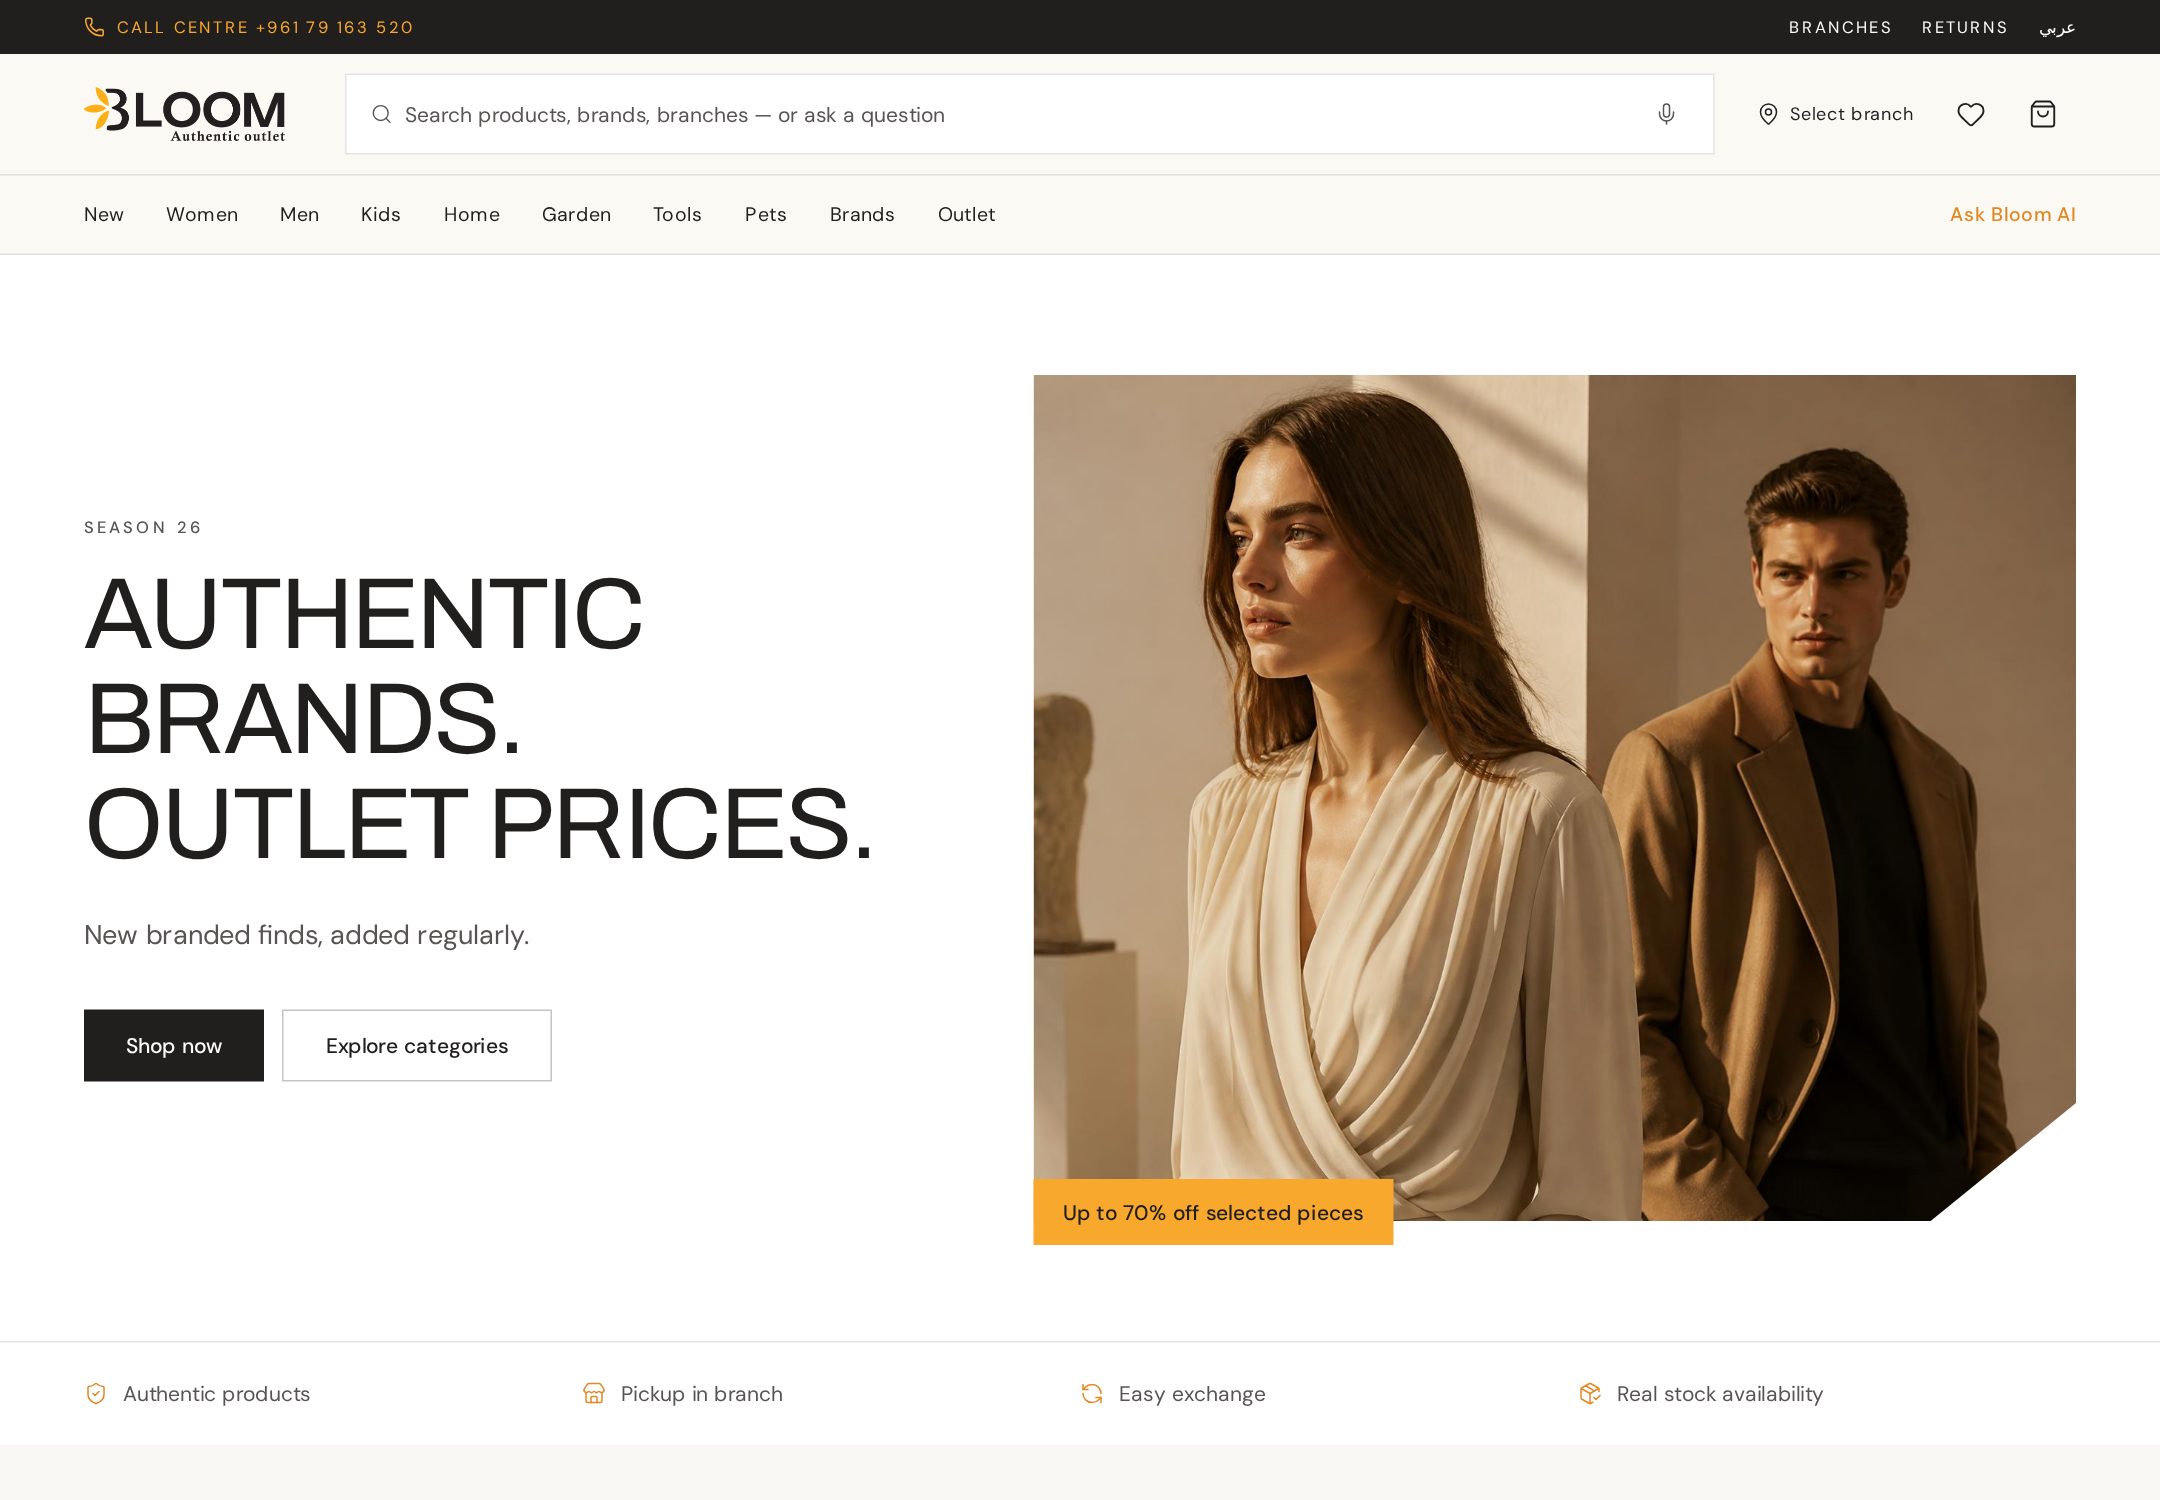 CALL CENTRE +961 79 163 520
BRANCHES
RETURNS
عربي
BLOOM
Authentic outlet
Search products, brands, branches — or ask a question
Select branch
New
Women
Men
Kids
Home
Garden
Tools
Pets
Brands
Outlet
Ask Bloom AI
SEASON 26
AUTHENTIC
BRANDS.
OUTLET PRICES.
New branded finds, added regularly.
Shop now
Explore categories
Up to 70% off selected pieces
Authentic products
Pickup in branch
Easy exchange
Real stock availability